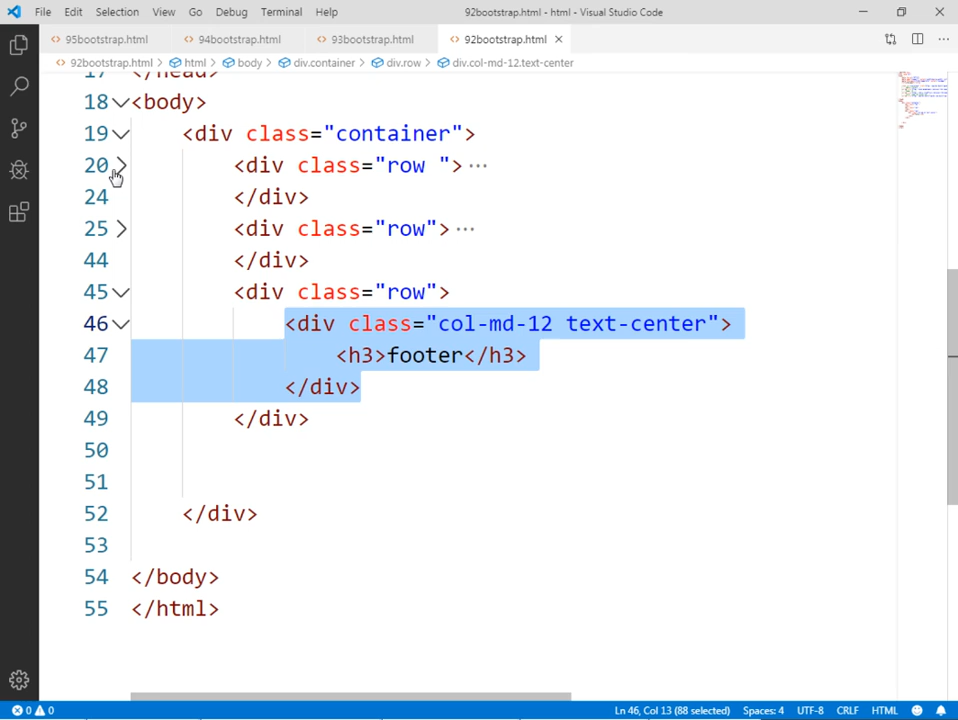 File Edit Selection View Go Debug Terminal Help 92bootstrap.html - html - Visual Studio Code
95bootstrap.html 94bootstrap.html 93bootstrap.html 92bootstrap.html
92bootstrap.html html body div.container div.row div.col-md-12.text-center
17 </head>
18 <body>
19 <div class="container">
20 <div class="row ">···
24 </div>
25 <div class="row">···
44 </div>
45 <div class="row">
46 <div class="col-md-12 text-center">
47 <h3>footer</h3>
48 </div>
49 </div>
50
51
52 </div>
53
54 </body>
55 </html>
0 0 Ln 46, Col 13 (88 selected) Spaces: 4 UTF-8 CRLF HTML